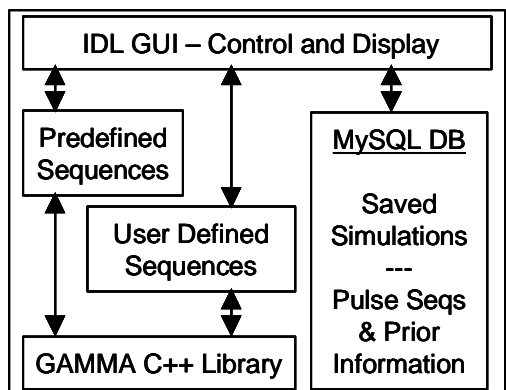 IDL GUI – Control and Display
Predefined
Sequences
User Defined
Sequences
GAMMA C++ Library
MySQL DB
Saved
Simulations
---
Pulse Seqs
& Prior
Information